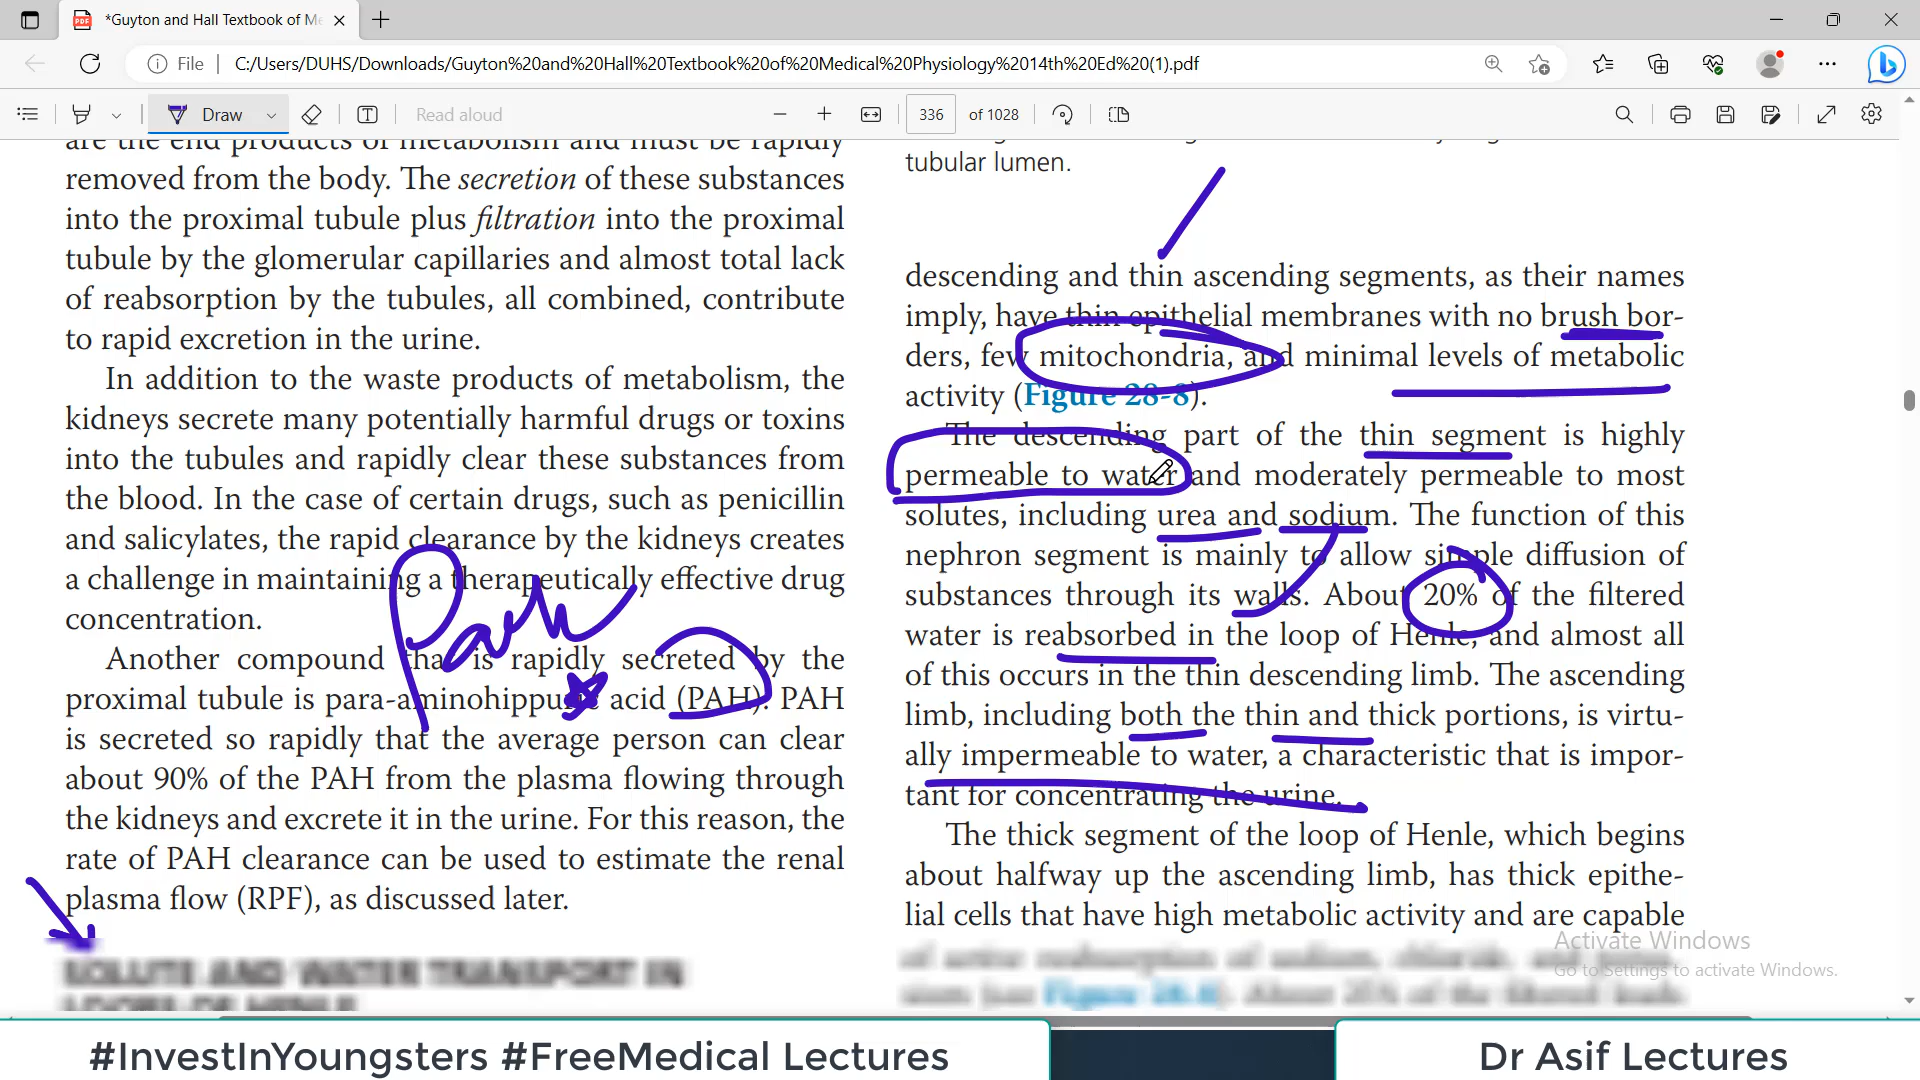 *Guyton and Hall Textbook of Me
File
C:/Users/DUHS/Downloads/Guyton%20and%20Hall%20Textbook%20of%20Medical%20Physiology%2014th%20Ed%20(1).pdf
Draw
Read aloud
336 of 1028
are the end products of metabolism and must be rapidly
removed from the body. The secretion of these substances
into the proximal tubule plus filtration into the proximal
tubule by the glomerular capillaries and almost total lack
of reabsorption by the tubules, all combined, contribute
to rapid excretion in the urine.
In addition to the waste products of metabolism, the
kidneys secrete many potentially harmful drugs or toxins
into the tubules and rapidly clear these substances from
the blood. In the case of certain drugs, such as penicillin
and salicylates, the rapid clearance by the kidneys creates
a challenge in maintaining a therapeutically effective drug
concentration.
Another compound that is rapidly secreted by the
proximal tubule is para-aminohippuric acid (PAH). PAH
is secreted so rapidly that the average person can clear
about 90% of the PAH from the plasma flowing through
the kidneys and excrete it in the urine. For this reason, the
rate of PAH clearance can be used to estimate the renal
plasma flow (RPF), as discussed later.
SOLUTE AND WATER TRANSPORT IN
LOOPS OF HENLE
tubular lumen.
descending and thin ascending segments, as their names
imply, have thin epithelial membranes with no brush bor-
ders, few mitochondria, and minimal levels of metabolic
activity (Figure 28-8).
The descending part of the thin segment is highly
permeable to water and moderately permeable to most
solutes, including urea and sodium. The function of this
nephron segment is mainly to allow simple diffusion of
substances through its walls. About 20% of the filtered
water is reabsorbed in the loop of Henle, and almost all
of this occurs in the thin descending limb. The ascending
limb, including both the thin and thick portions, is virtu-
ally impermeable to water, a characteristic that is impor-
tant for concentrating the urine.
The thick segment of the loop of Henle, which begins
about halfway up the ascending limb, has thick epithe-
lial cells that have high metabolic activity and are capable
of active reabsorption of sodium, chloride, and
Activate Windows
Go to Settings to activate Windows.
#InvestInYoungsters #FreeMedical Lectures
Dr Asif Lectures